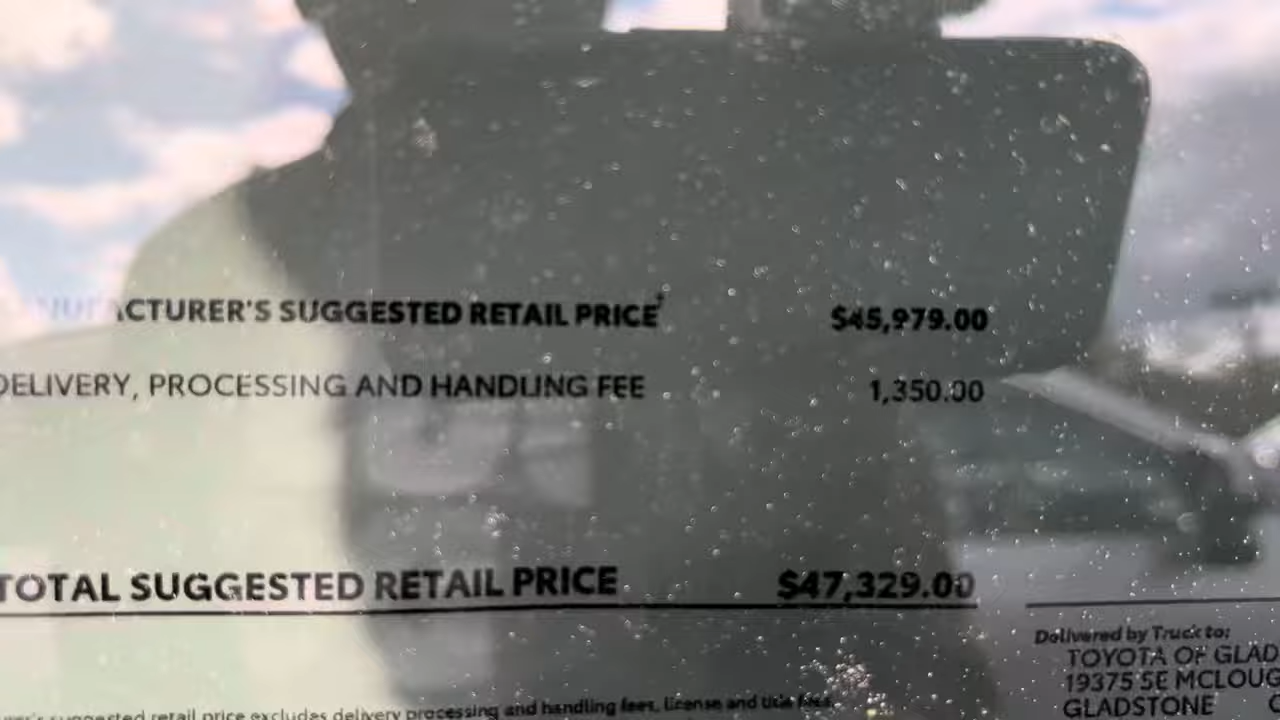 MANUFACTURER'S SUGGESTED RETAIL PRICE $45,979.00
DELIVERY, PROCESSING AND HANDLING FEE 1,350.00
TOTAL SUGGESTED RETAIL PRICE $47,329.00
Delivered by Truck to:
TOYOTA OF GLAD
19375 SE MCLOUG
GLADSTONE
suggested retail price excludes delivery processing and handling fees, license and title fees.